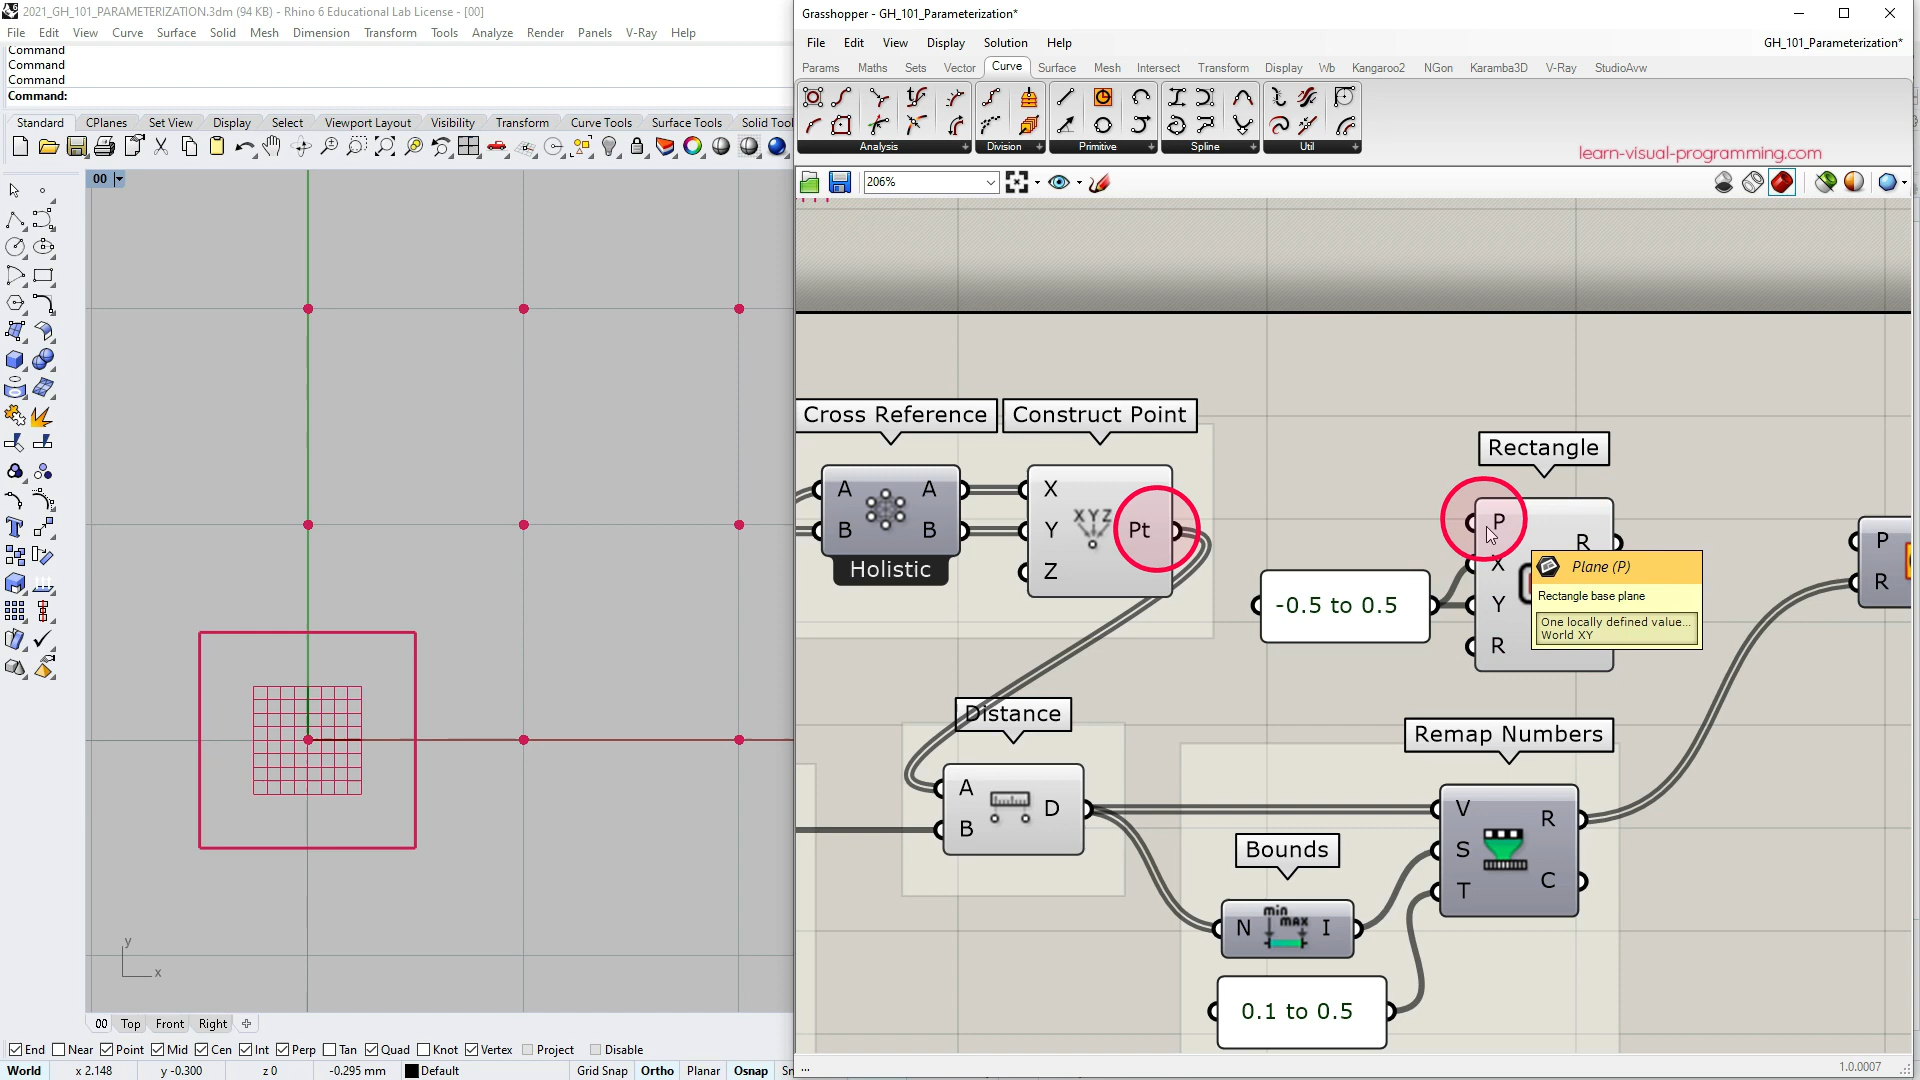 2021_GH_101_PARAMETERIZATION.3dm (94 KB) - Rhino 6 Educational Lab License - [00]
File Edit View Curve Surface Solid Mesh Dimension Transform Tools Analyze Render Panels V-Ray Help
Command
Command
Command
Command:
Standard CPlanes Set View Display Select Viewport Layout Visibility Transform Curve Tools Surface Tools Solid Tool
00
y
x
00 Top Front Right
End Near Point Mid Cen Int Perp Tan Quad Knot Vertex Project Disable
World x 2.148 y -0.300 z 0 -0.295 mm Default Grid Snap Ortho Planar Osnap Sn
Grasshopper - GH_101_Parameterization*
File Edit View Display Solution Help
GH_101_Parameterization*
Params Maths Sets Vector Curve Surface Mesh Intersect Transform Display Wb Kangaroo2 NGon Karamba3D V-Ray StudioAvw
Analysis Division Primitive Spline Util
learn-visual-programming.com
206%
Cross Reference
A A
B B
Holistic
Construct Point
X
Y XYZ Pt
Z
Rectangle
P
X
Y
R
R
-0.5 to 0.5
Plane (P)
Rectangle base plane
One locally defined value...
World XY
P
R
Distance
A
B
D
Remap Numbers
V
S
T
R
C
Bounds
N min max I
0.1 to 0.5
...
1.0.0007